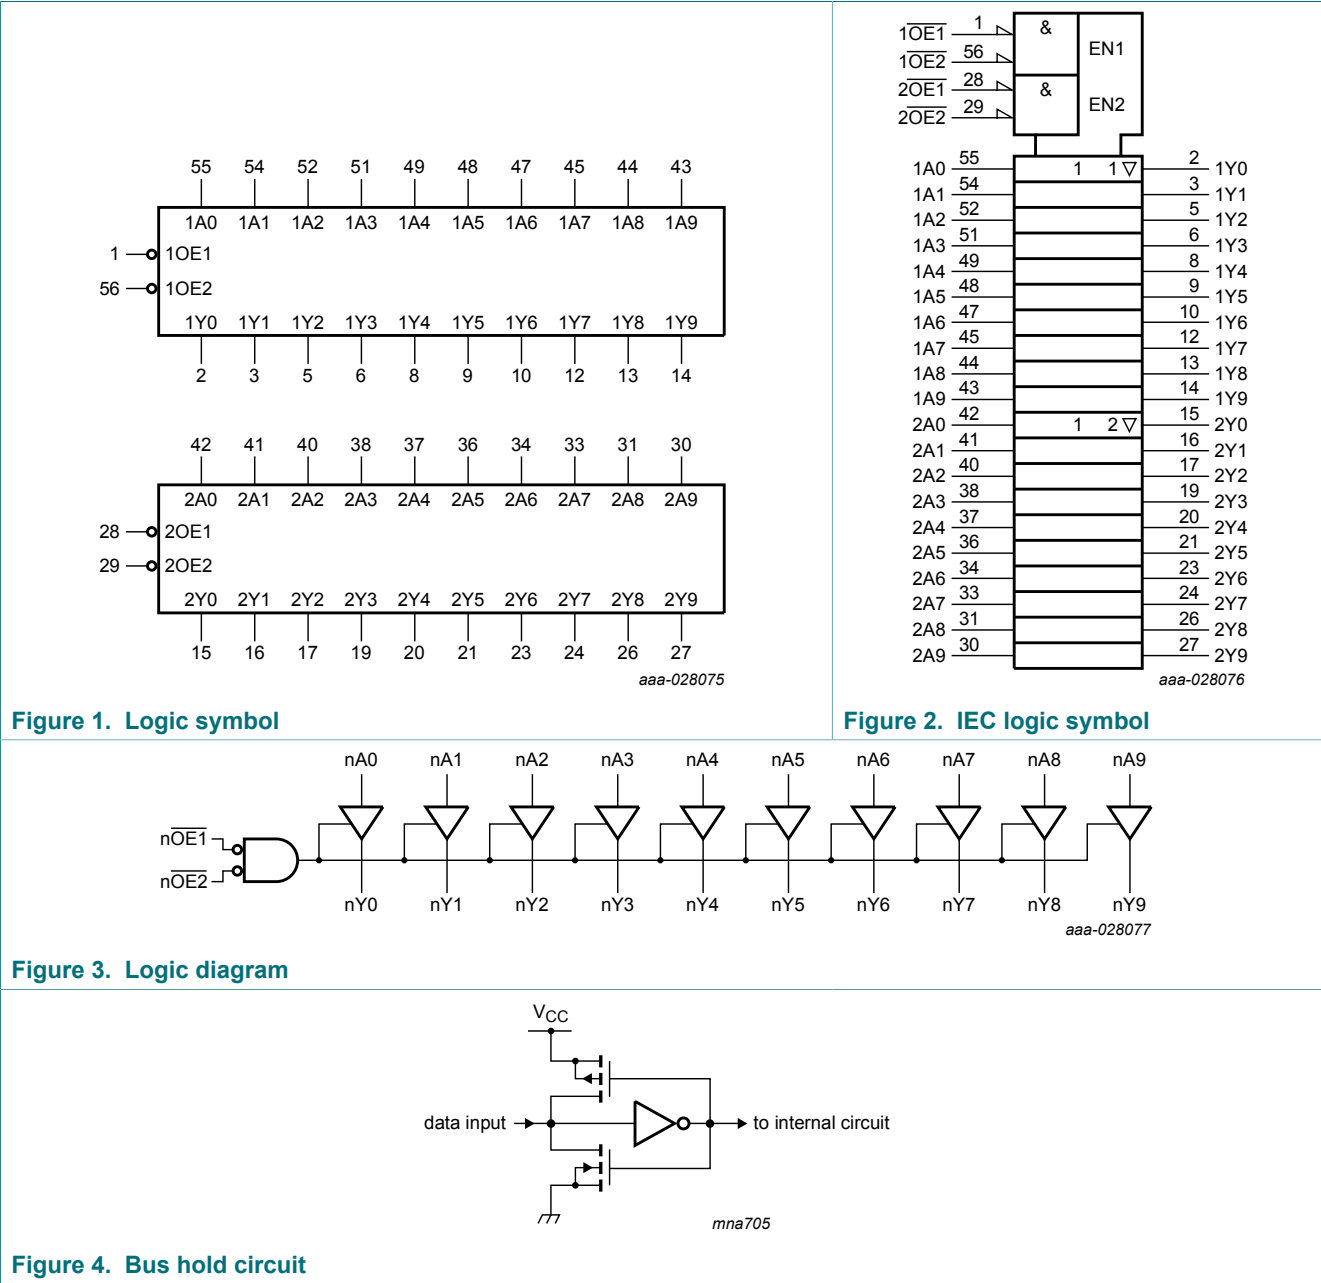 55 54 52 51 49 48 47 45 44 43
1A0 1A1 1A2 1A3 1A4 1A5 1A6 1A7 1A8 1A9
1 1OE1
56 1OE2
1Y0 1Y1 1Y2 1Y3 1Y4 1Y5 1Y6 1Y7 1Y8 1Y9
2 3 5 6 8 9 10 12 13 14
42 41 40 38 37 36 34 33 31 30
2A0 2A1 2A2 2A3 2A4 2A5 2A6 2A7 2A8 2A9
28 2OE1
29 2OE2
2Y0 2Y1 2Y2 2Y3 2Y4 2Y5 2Y6 2Y7 2Y8 2Y9
15 16 17 19 20 21 23 24 26 27
aaa-028075
Figure 1. Logic symbol
1O̅E̅1̅ 1 & EN1
1O̅E̅2̅ 56
2O̅E̅1̅ 28 & EN2
2O̅E̅2̅ 29
1A0 55 1 1 ▽ 2 1Y0
1A1 54 3 1Y1
1A2 52 5 1Y2
1A3 51 6 1Y3
1A4 49 8 1Y4
1A5 48 9 1Y5
1A6 47 10 1Y6
1A7 45 12 1Y7
1A8 44 13 1Y8
1A9 43 14 1Y9
2A0 42 1 2 ▽ 15 2Y0
2A1 41 16 2Y1
2A2 40 17 2Y2
2A3 38 19 2Y3
2A4 37 20 2Y4
2A5 36 21 2Y5
2A6 34 23 2Y6
2A7 33 24 2Y7
2A8 31 26 2Y8
2A9 30 27 2Y9
aaa-028076
Figure 2. IEC logic symbol
nA0 nA1 nA2 nA3 nA4 nA5 nA6 nA7 nA8 nA9
nO̅E̅1̅
nO̅E̅2̅
nY0 nY1 nY2 nY3 nY4 nY5 nY6 nY7 nY8 nY9
aaa-028077
Figure 3. Logic diagram
VCC
data input to internal circuit
mna705
Figure 4. Bus hold circuit